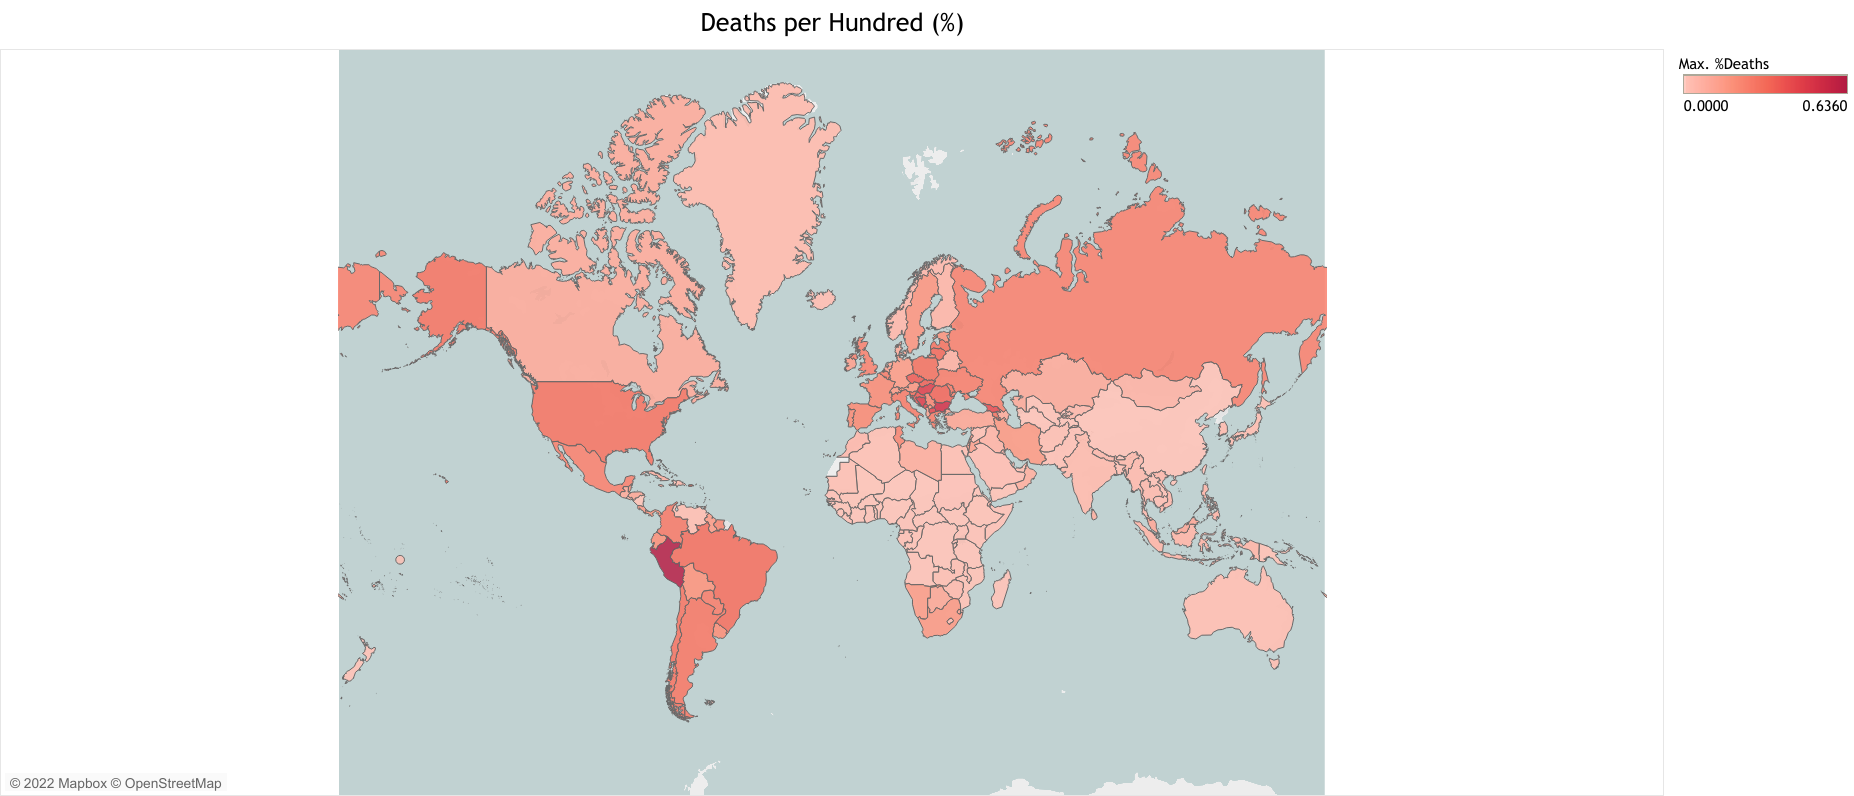 Deaths per Hundred (%)
Max. %Deaths
0.0000 0.6360
© 2022 Mapbox © OpenStreetMap